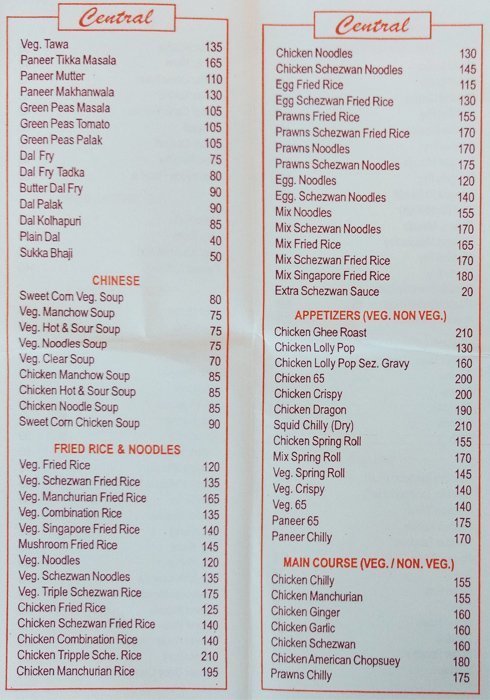 Central
Veg. Tawa 135
Paneer Tikka Masala 165
Paneer Mutter 110
Paneer Makhanwala 130
Green Peas Masala 105
Green Peas Tomato 105
Green Peas Palak 105
Dal Fry 75
Dal Fry Tadka 80
Butter Dal Fry 90
Dal Palak 90
Dal Kolhapuri 85
Plain Dal 40
Sukka Bhaji 50
CHINESE
Sweet Corn Veg. Soup 80
Veg. Manchow Soup 75
Veg. Hot & Sour Soup 75
Veg. Noodles Soup 75
Veg. Clear Soup 70
Chicken Manchow Soup 85
Chicken Hot & Sour Soup 85
Chicken Noodle Soup 85
Sweet Corn Chicken Soup 90
FRIED RICE & NOODLES
Veg. Fried Rice 120
Veg. Schezwan Fried Rice 135
Veg. Manchurian Fried Rice 165
Veg. Combination Rice 135
Veg. Singapore Fried Rice 140
Mushroom Fried Rice 145
Veg. Noodles 120
Veg. Schezwan Noodles 135
Veg. Triple Schezwan Rice 175
Chicken Fried Rice 125
Chicken Schezwan Fried Rice 140
Chicken Combination Rice 140
Chicken Tripple Sche. Rice 210
Chicken Manchurian Rice 195
Central
Chicken Noodles 130
Chicken Schezwan Noodles 145
Egg Fried Rice 115
Egg Schezwan Fried Rice 130
Prawns Fried Rice 155
Prawns Schezwan Fried Rice 170
Prawns Noodles 170
Prawns Schezwan Noodles 175
Egg. Noodles 120
Egg. Schezwan Noodles 140
Mix Noodles 155
Mix Schezwan Noodles 170
Mix Fried Rice 165
Mix Schezwan Fried Rice 170
Mix Singapore Fried Rice 180
Extra Schezwan Sauce 20
APPETIZERS (VEG. NON VEG.)
Chicken Ghee Roast 210
Chicken Lolly Pop 130
Chicken Lolly Pop Sez. Gravy 160
Chicken 65 200
Chicken Crispy 200
Chicken Dragon 190
Squid Chilly (Dry) 210
Chicken Spring Roll 155
Mix Spring Roll 170
Veg. Spring Roll 145
Veg. Crispy 140
Veg. 65 140
Paneer 65 175
Paneer Chilly 170
MAIN COURSE (VEG. / NON. VEG.)
Chicken Chilly 155
Chicken Manchurian 155
Chicken Ginger 160
Chicken Garlic 160
Chicken Schezwan 160
Chicken American Chopsuey 180
Prawns Chilly 175